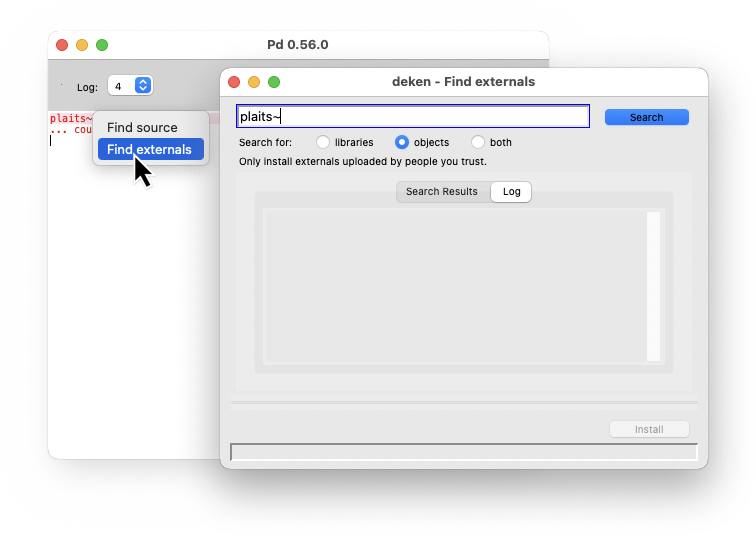 Pd 0.56.0
Log: 4
plaits~
... cou
Find source
Find externals
deken - Find externals
plaits~
Search
Search for: libraries objects both
Only install externals uploaded by people you trust.
Search Results Log
Install